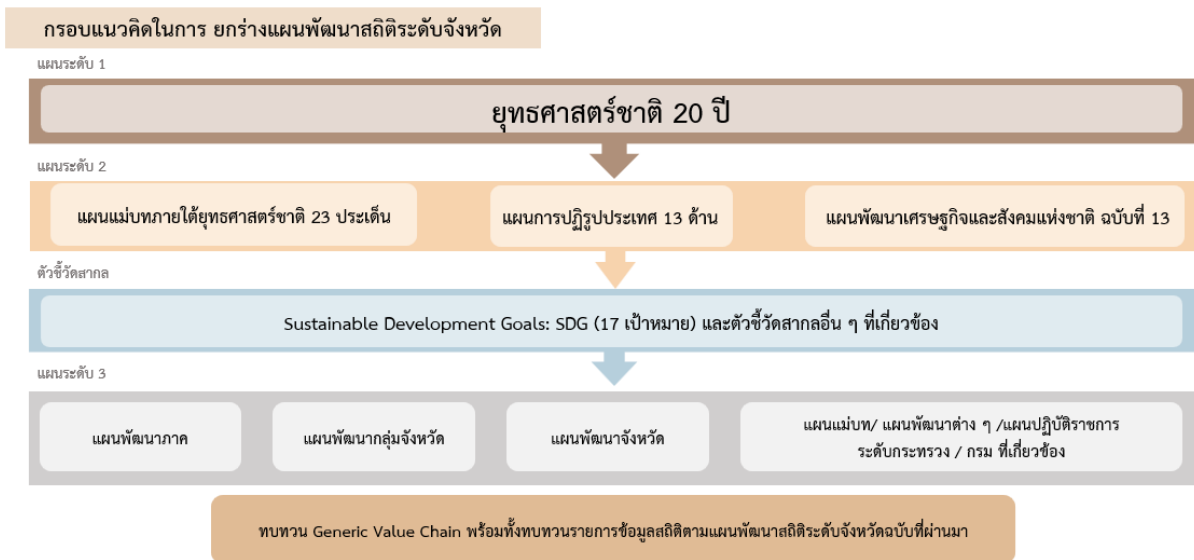 กรอบแนวคิดในการ ยกร่างแผนพัฒนาสถิติระดับจังหวัด
แผนระดับ 1
ยุทธศาสตร์ชาติ 20 ปี
แผนระดับ 2
แผนแม่บทภายใต้ยุทธศาสตร์ชาติ 23 ประเด็น
แผนการปฏิรูปประเทศ 13 ด้าน
แผนพัฒนาเศรษฐกิจและสังคมแห่งชาติ ฉบับที่ 13
ตัวชี้วัดสากล
Sustainable Development Goals: SDG (17 เป้าหมาย) และตัวชี้วัดสากลอื่น ๆ ที่เกี่ยวข้อง
แผนระดับ 3
แผนพัฒนาภาค
แผนพัฒนากลุ่มจังหวัด
แผนพัฒนาจังหวัด
แผนแม่บท/ แผนพัฒนาต่าง ๆ /แผนปฏิบัติราชการ
ระดับกระทรวง / กรม ที่เกี่ยวข้อง
ทบทวน Generic Value Chain พร้อมทั้งทบทวนรายการข้อมูลสถิติตามแผนพัฒนาสถิติระดับจังหวัดฉบับที่ผ่านมา